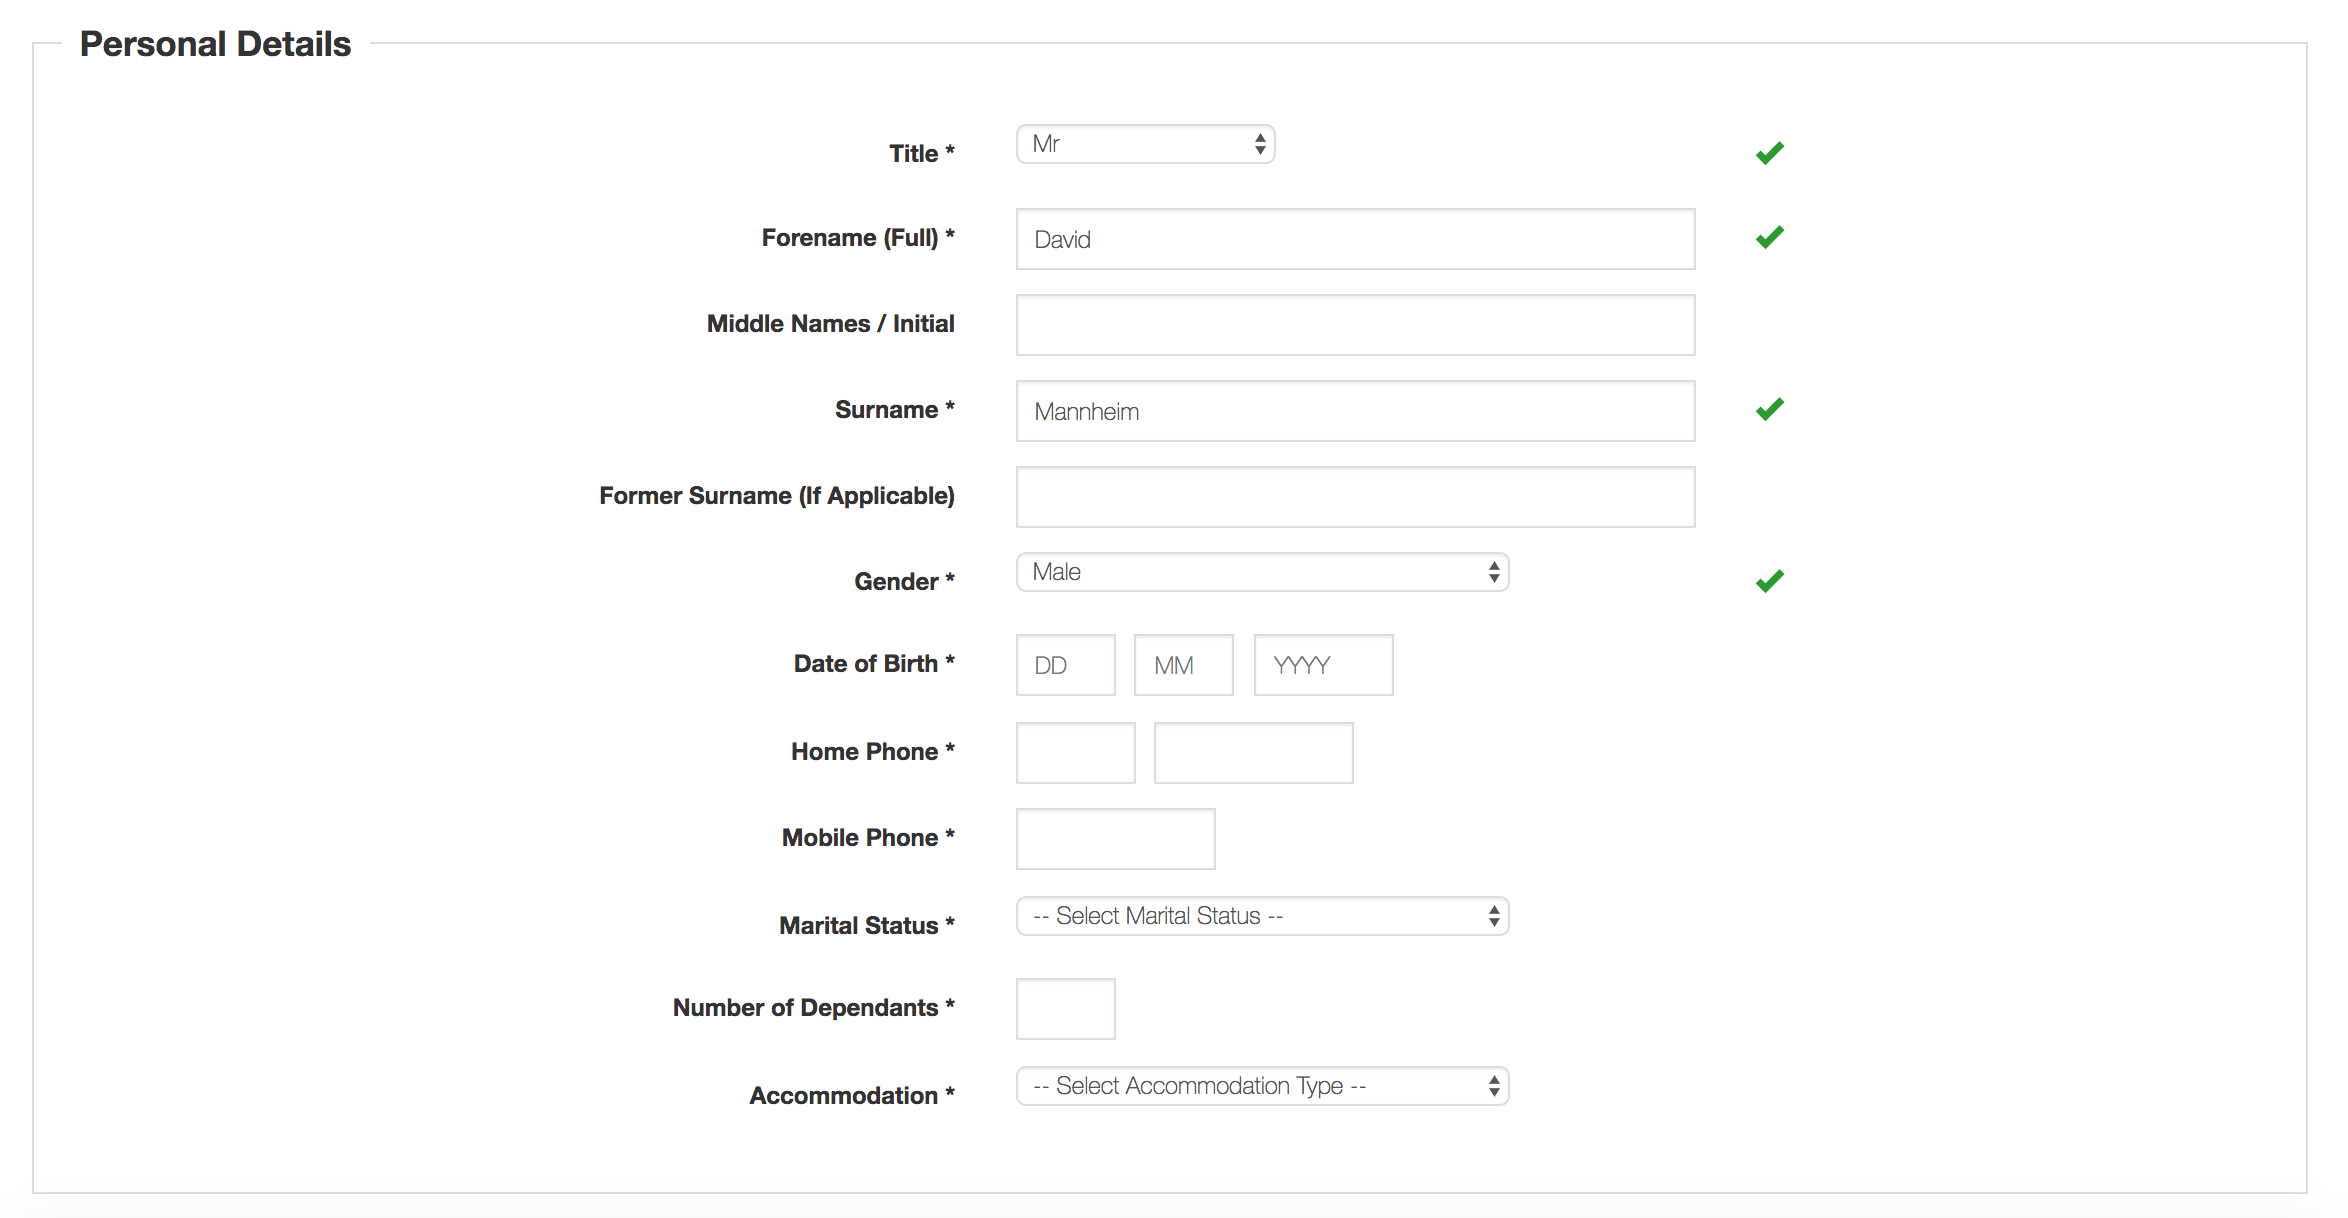 Personal Details
Title * Mr
Forename (Full) * David
Middle Names / Initial
Surname * Mannheim
Former Surname (If Applicable)
Gender * Male
Date of Birth * DD MM YYYY
Home Phone *
Mobile Phone *
Marital Status * -- Select Marital Status --
Number of Dependants *
Accommodation * -- Select Accommodation Type --